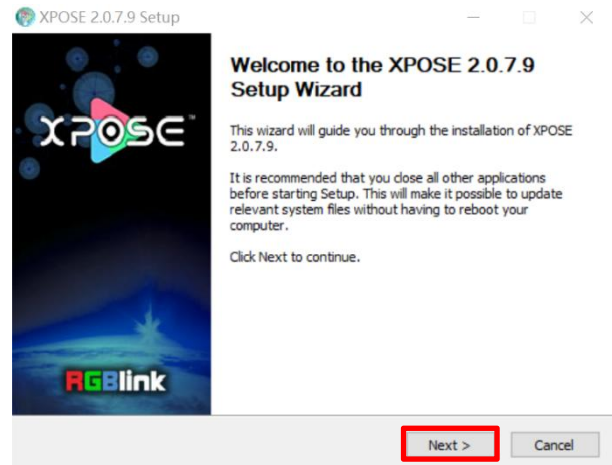 XPOSE 2.0.7.9 Setup
XPOSE™
Welcome to the XPOSE 2.0.7.9
Setup Wizard
This wizard will guide you through the installation of XPOSE
2.0.7.9.
It is recommended that you close all other applications
before starting Setup. This will make it possible to update
relevant system files without having to reboot your
computer.
Click Next to continue.
RGBlink
Next >
Cancel